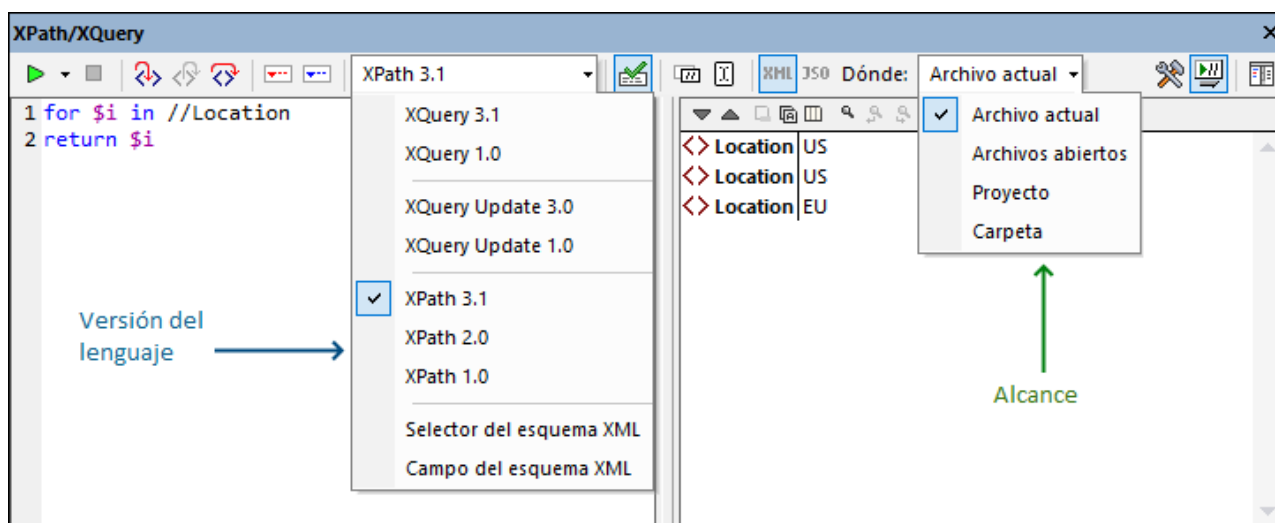 XPath/XQuery
XPath 3.1
XML JSO Dónde: Archivo actual
1 for $i in //Location
2 return $i
XQuery 3.1
XQuery 1.0
XQuery Update 3.0
XQuery Update 1.0
XPath 3.1
XPath 2.0
XPath 1.0
Selector del esquema XML
Campo del esquema XML
Versión del
lenguaje
<> Location US
<> Location US
<> Location EU
Archivo actual
Archivos abiertos
Proyecto
Carpeta
Alcance